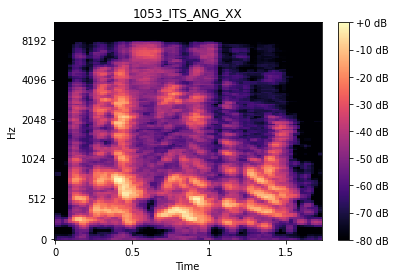 1053_ITS_ANG_XX
+0 dB
8192
-10 dB
4096
-20 dB
-30 dB
2048
Hz
-40 dB
1024
-50 dB
512
-60 dB
-70 dB
0
-80 dB
0 0.5 1 1.5
Time